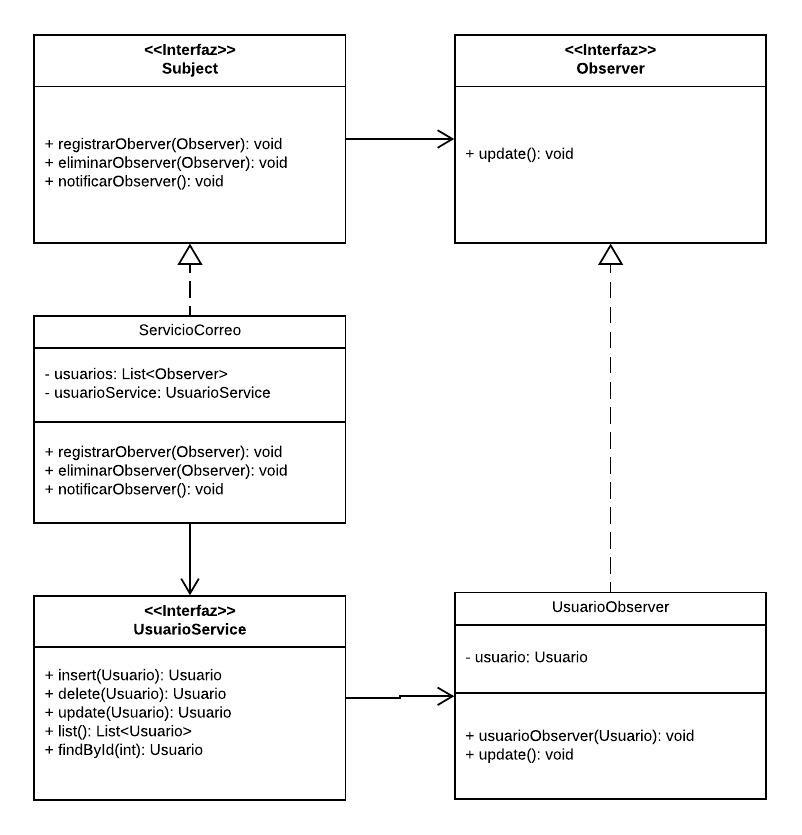 <<Interfaz>>
Subject
+ registrarOberver(Observer): void
+ eliminarObserver(Observer): void
+ notificarObserver(): void
<<Interfaz>>
Observer
+ update(): void
ServicioCorreo
- usuarios: List<Observer>
- usuarioService: UsuarioService
+ registrarOberver(Observer): void
+ eliminarObserver(Observer): void
+ notificarObserver(): void
<<Interfaz>>
UsuarioService
+ insert(Usuario): Usuario
+ delete(Usuario): Usuario
+ update(Usuario): Usuario
+ list(): List<Usuario>
+ findById(int): Usuario
UsuarioObserver
- usuario: Usuario
+ usuarioObserver(Usuario): void
+ update(): void